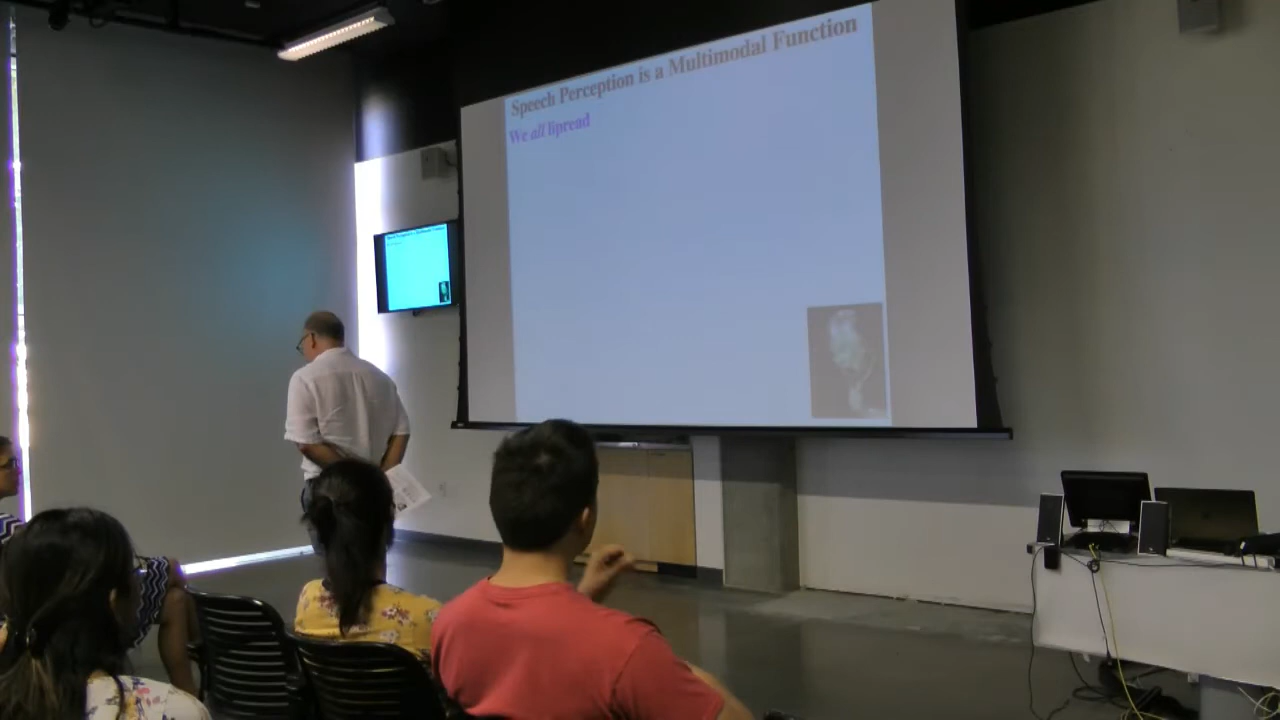 Speech Perception is a Multimodal Function
We all lipread